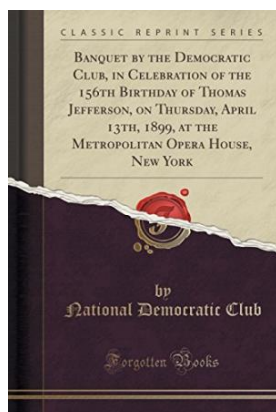 CLASSIC REPRINT SERIES
BANQUET BY THE DEMOCRATIC
CLUB, IN CELEBRATION OF THE
156TH BIRTHDAY OF THOMAS
JEFFERSON, ON THURSDAY, APRIL
13TH, 1899, AT THE
METROPOLITAN OPERA HOUSE,
NEW YORK
by
National Democratic Club
Forgotten Books